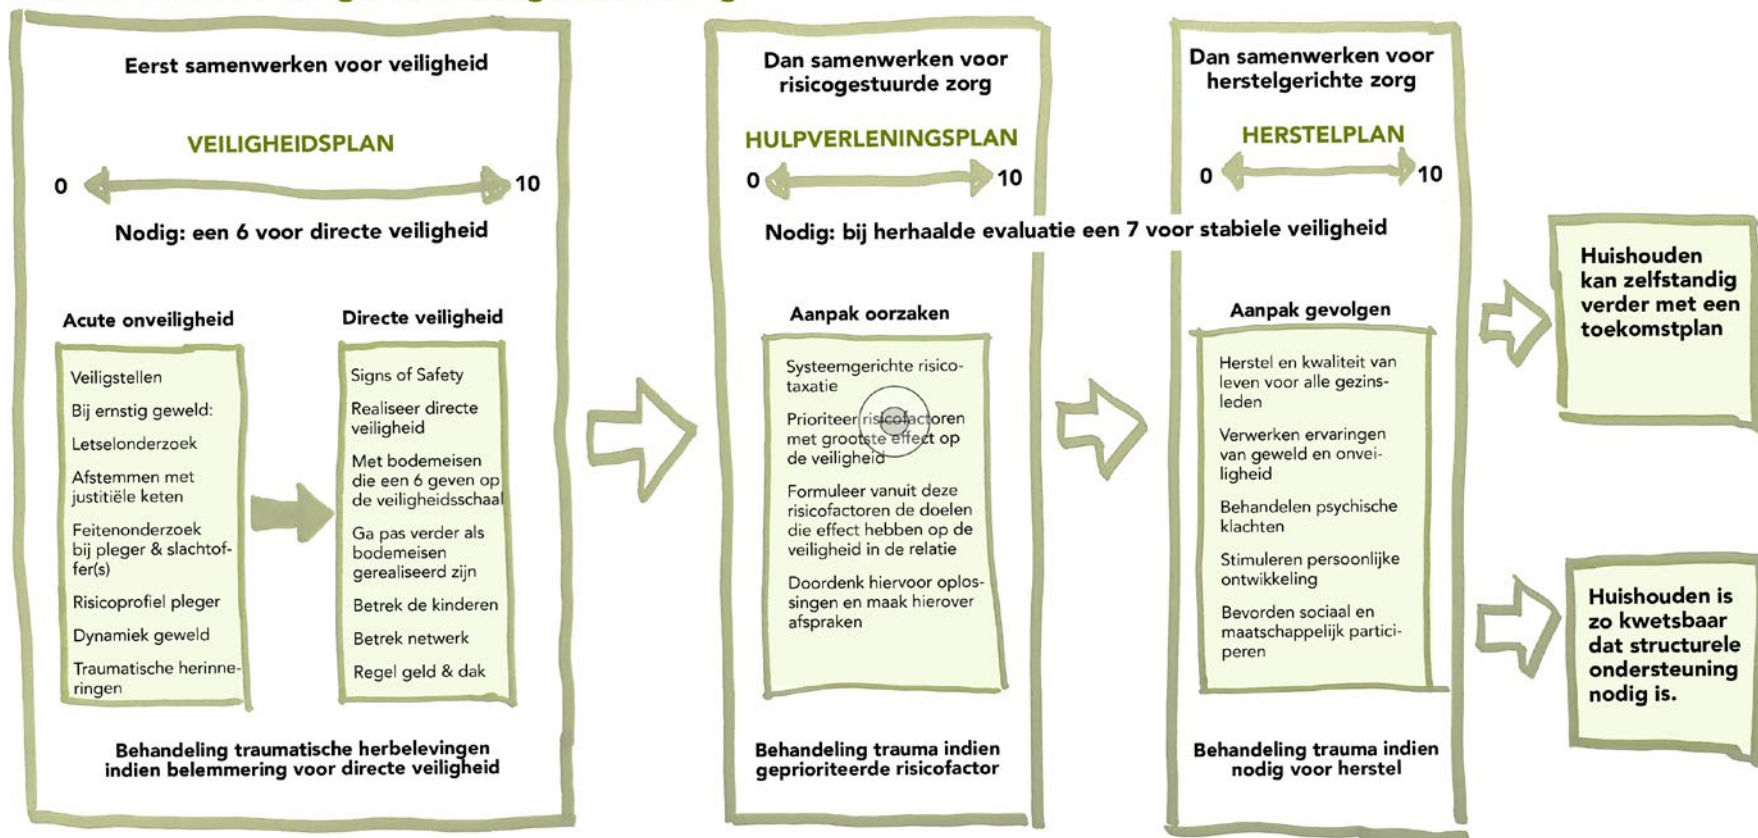 Eerst samenwerken voor veiligheid
VEILIGHEIDSPLAN
0
10
Nodig: een 6 voor directe veiligheid
Acute onveiligheid
Veiligstellen
Bij ernstig geweld:
Letselonderzoek
Afstemmen met
justitiële keten
Feitenonderzoek
bij pleger & slachtof-
fer(s)
Risicoprofiel pleger
Dynamiek geweld
Traumatische herinne-
ringen
Directe veiligheid
Signs of Safety
Realiseer directe
veiligheid
Met bodemeisen
die een 6 geven op
de veiligheidsschaal
Ga pas verder als
bodemeisen
gerealiseerd zijn
Betrek de kinderen
Betrek netwerk
Regel geld & dak
Behandeling traumatische herbelevingen
indien belemmering voor directe veiligheid
Dan samenwerken voor
risicogestuurde zorg
HULPVERLENINGSPLAN
0
10
Nodig: bij herhaalde evaluatie een 7 voor stabiele veiligheid
Aanpak oorzaken
Systeemgerichte risico-
taxatie
Prioriteer risicofactoren
met grootste effect op
de veiligheid
Formuleer vanuit deze
risicofactoren de doelen
die effect hebben op de
veiligheid in de relatie
Doordenk hiervoor oplos-
singen en maak hierover
afspraken
Behandeling trauma indien
geprioriteerde risicofactor
Dan samenwerken voor
herstelgerichte zorg
HERSTELPLAN
0
10
Aanpak gevolgen
Herstel en kwaliteit van
leven voor alle gezins-
leden
Verwerken ervaringen
van geweld en onvei-
ligheid
Behandelen psychische
klachten
Stimuleren persoonlijke
ontwikkeling
Bevorden sociaal en
maatschappelijk partici-
peren
Behandeling trauma indien
nodig voor herstel
Huishouden
kan zelfstandig
verder met een
toekomstplan
Huishouden is
zo kwetsbaar
dat structurele
ondersteuning
nodig is.